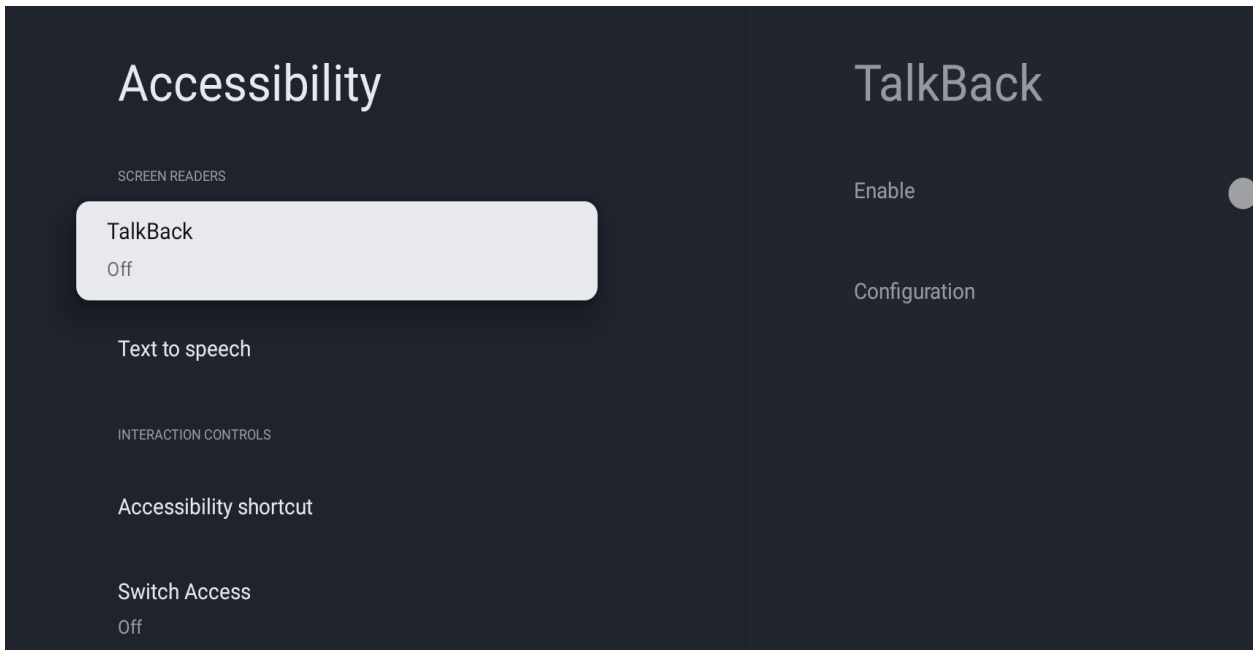 Accessibility
SCREEN READERS
TalkBack
Off
Text to speech
INTERACTION CONTROLS
Accessibility shortcut
Switch Access
Off
TalkBack
Enable
Configuration